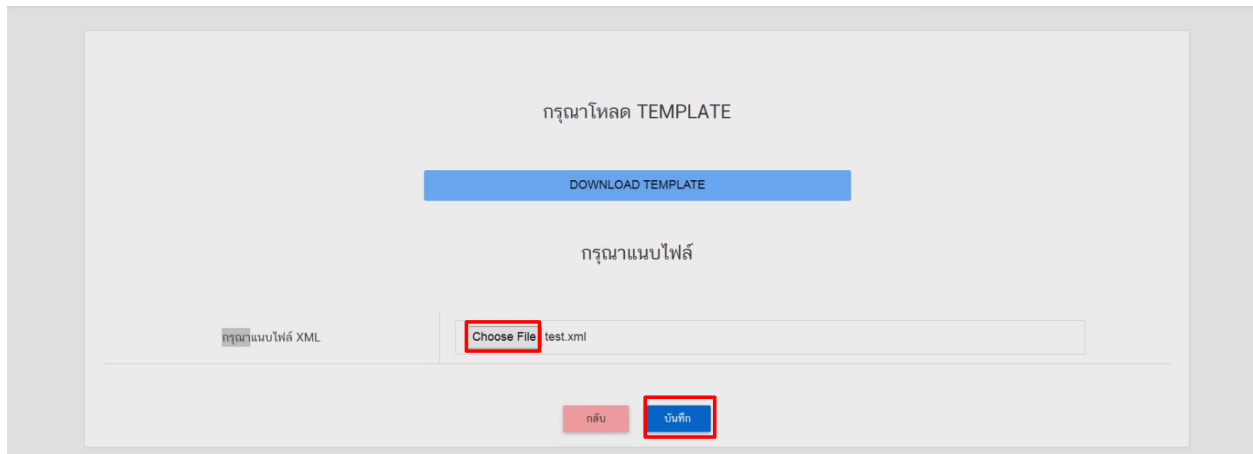 กรุณาโหลด TEMPLATE
DOWNLOAD TEMPLATE
กรุณาแนบไฟล์
กรุณาแนบไฟล์ XML
Choose File test.xml
กลับ บันทึก